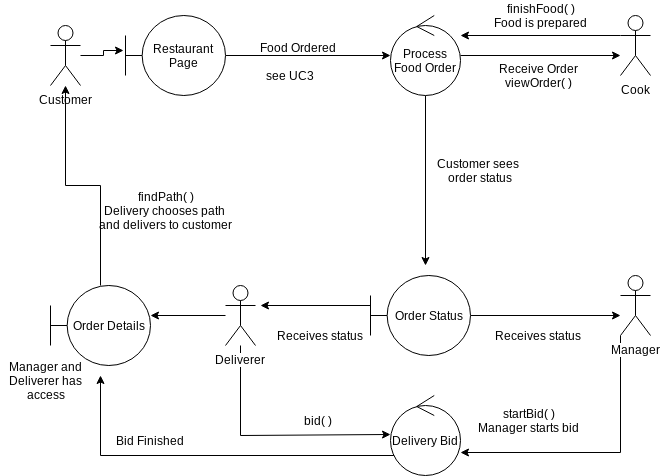 finishFood( )
Food is prepared
Restaurant
Page
Food Ordered
see UC3
Process
Food Order
Receive Order
viewOrder( )
Customer
Cook
Customer sees
order status
findPath( )
Delivery chooses path
and delivers to customer
Order Details
Order Status
Receives status
Receives status
Deliverer
Manager
Manager and
Deliverer has
access
startBid( )
Manager starts bid
bid( )
Bid Finished
Delivery Bid